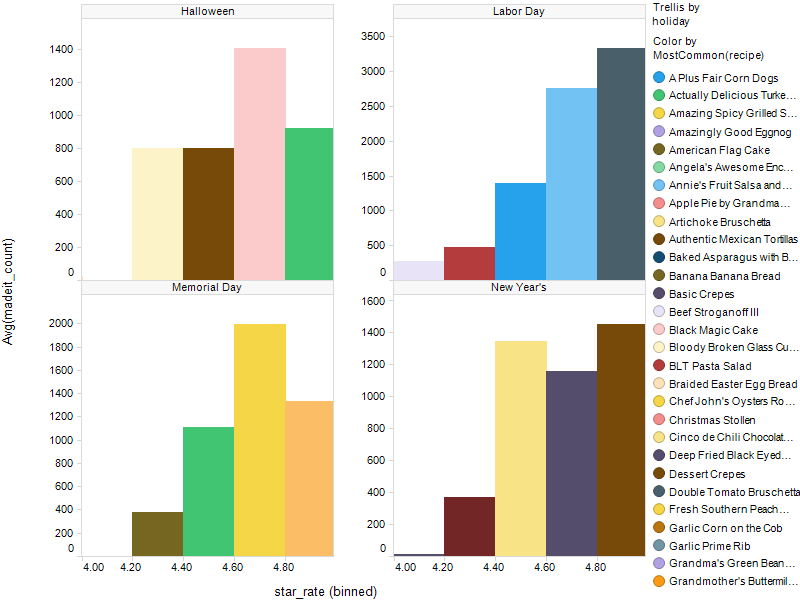 Halloween
Labor Day
Trellis by
holiday
Color by
MostCommon(recipe)
A Plus Fair Corn Dogs
Actually Delicious Turke...
Amazing Spicy Grilled S...
Amazingly Good Eggnog
American Flag Cake
Angela's Awesome Enc...
Annie's Fruit Salsa and...
Apple Pie by Grandma...
Artichoke Bruschetta
Authentic Mexican Tortillas
Baked Asparagus with B...
Banana Banana Bread
Basic Crepes
Beef Stroganoff III
Black Magic Cake
Bloody Broken Glass Cu...
BLT Pasta Salad
Braided Easter Egg Bread
Chef John's Oysters Ro...
Christmas Stollen
Cinco de Chili Chocolat...
Deep Fried Black Eyed...
Dessert Crepes
Double Tomato Bruschetta
Fresh Southern Peach...
Garlic Corn on the Cob
Garlic Prime Rib
Grandma's Green Bean...
Grandmother's Buttermil...
1400
1200
1000
800
600
400
200
0
3500
3000
2500
2000
1500
1000
500
0
Memorial Day
New Year's
2000
1800
1600
1400
1200
1000
800
600
400
200
0
1600
1400
1200
1000
800
600
400
200
0
4.00 4.20 4.40 4.60 4.80
4.00 4.20 4.40 4.60 4.80
Avg(madeit_count)
star_rate (binned)